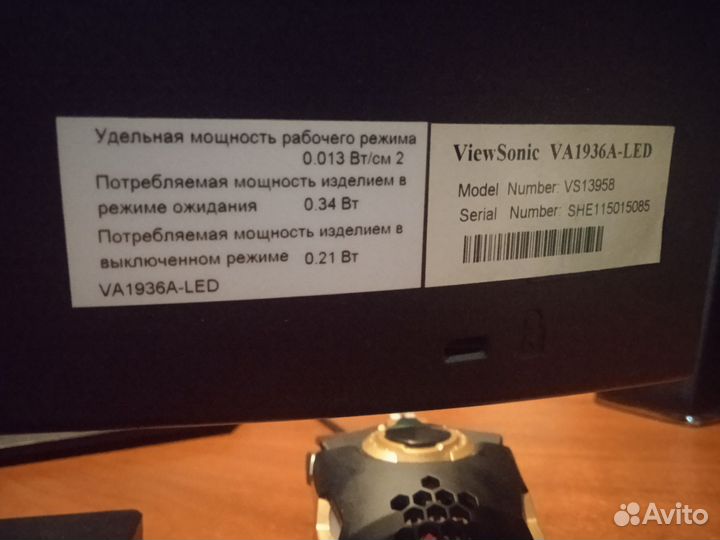 Удельная мощность рабочего режима
0.013 Вт/см 2
Потребляемая мощность изделием в
режиме ожидания 0.34 Вт
Потребляемая мощность изделием в
выключенном режиме 0.21 Вт
VA1936A-LED
ViewSonic VA1936A-LED
Model Number: VS13958
Serial Number: SHE115015085
Avito